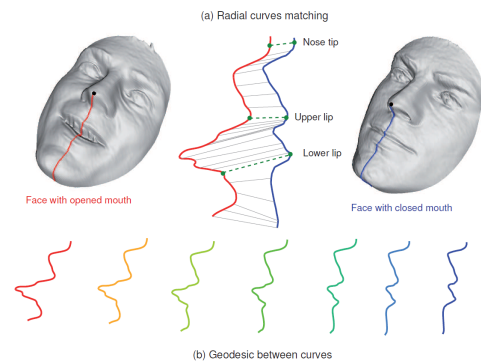 (a) Radial curves matching
Nose tip
Upper lip
Lower lip
Face with opened mouth
Face with closed mouth
(b) Geodesic between curves